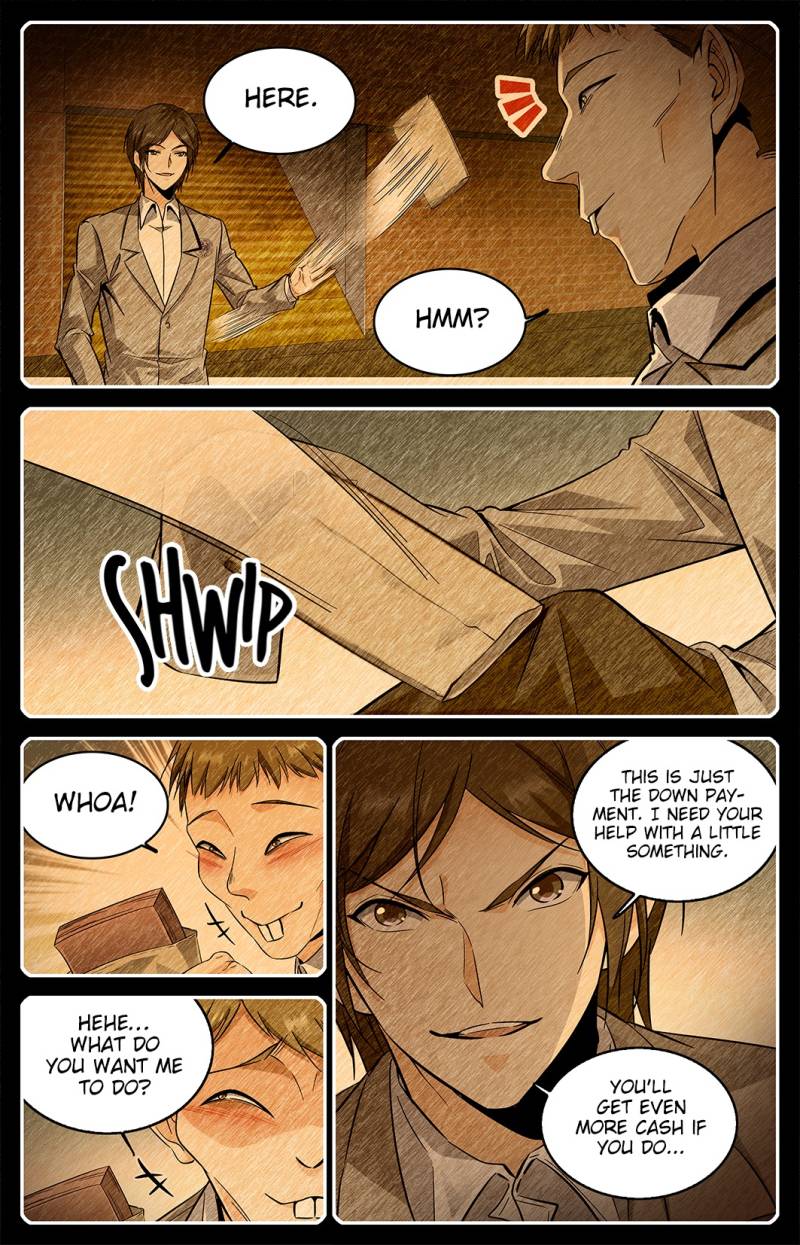 HERE.
HMM?
SHWIP
WHOA!
THIS IS JUST
THE DOWN PAY-
MENT. I NEED YOUR
HELP WITH A LITTLE
SOMETHING.
YOU'LL
GET EVEN
MORE CASH IF
YOU DO...
HEHE...
WHAT DO
YOU WANT ME
TO DO?